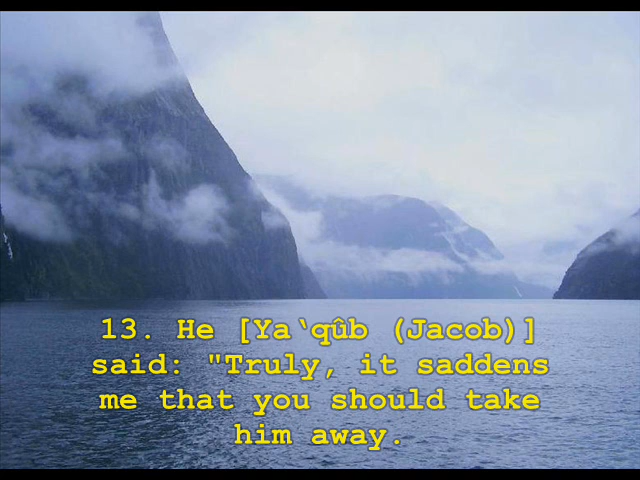 13. He [Ya‛qûb (Jacob)]
said: "Truly, it saddens
me that you should take
him away.